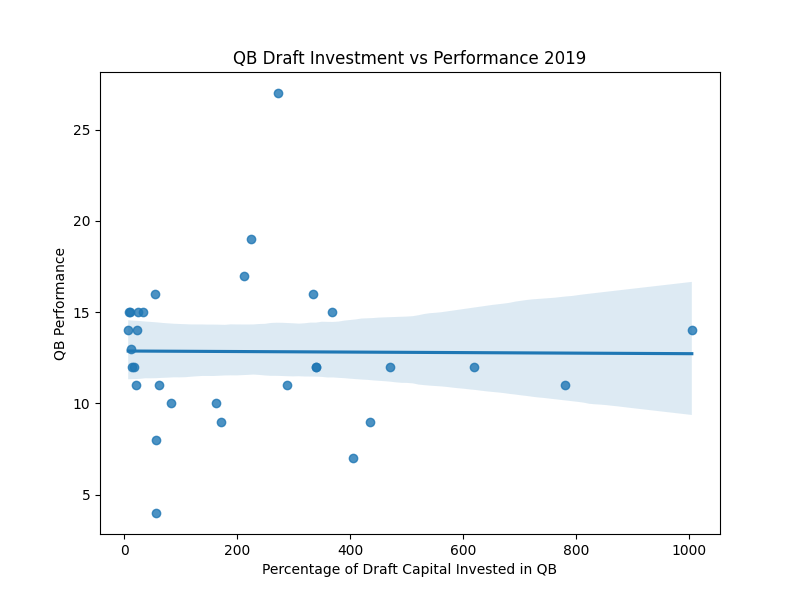 QB Draft Investment vs Performance 2019
25
20
15
10
5
QB Performance
0 200 400 600 800 1000
Percentage of Draft Capital Invested in QB